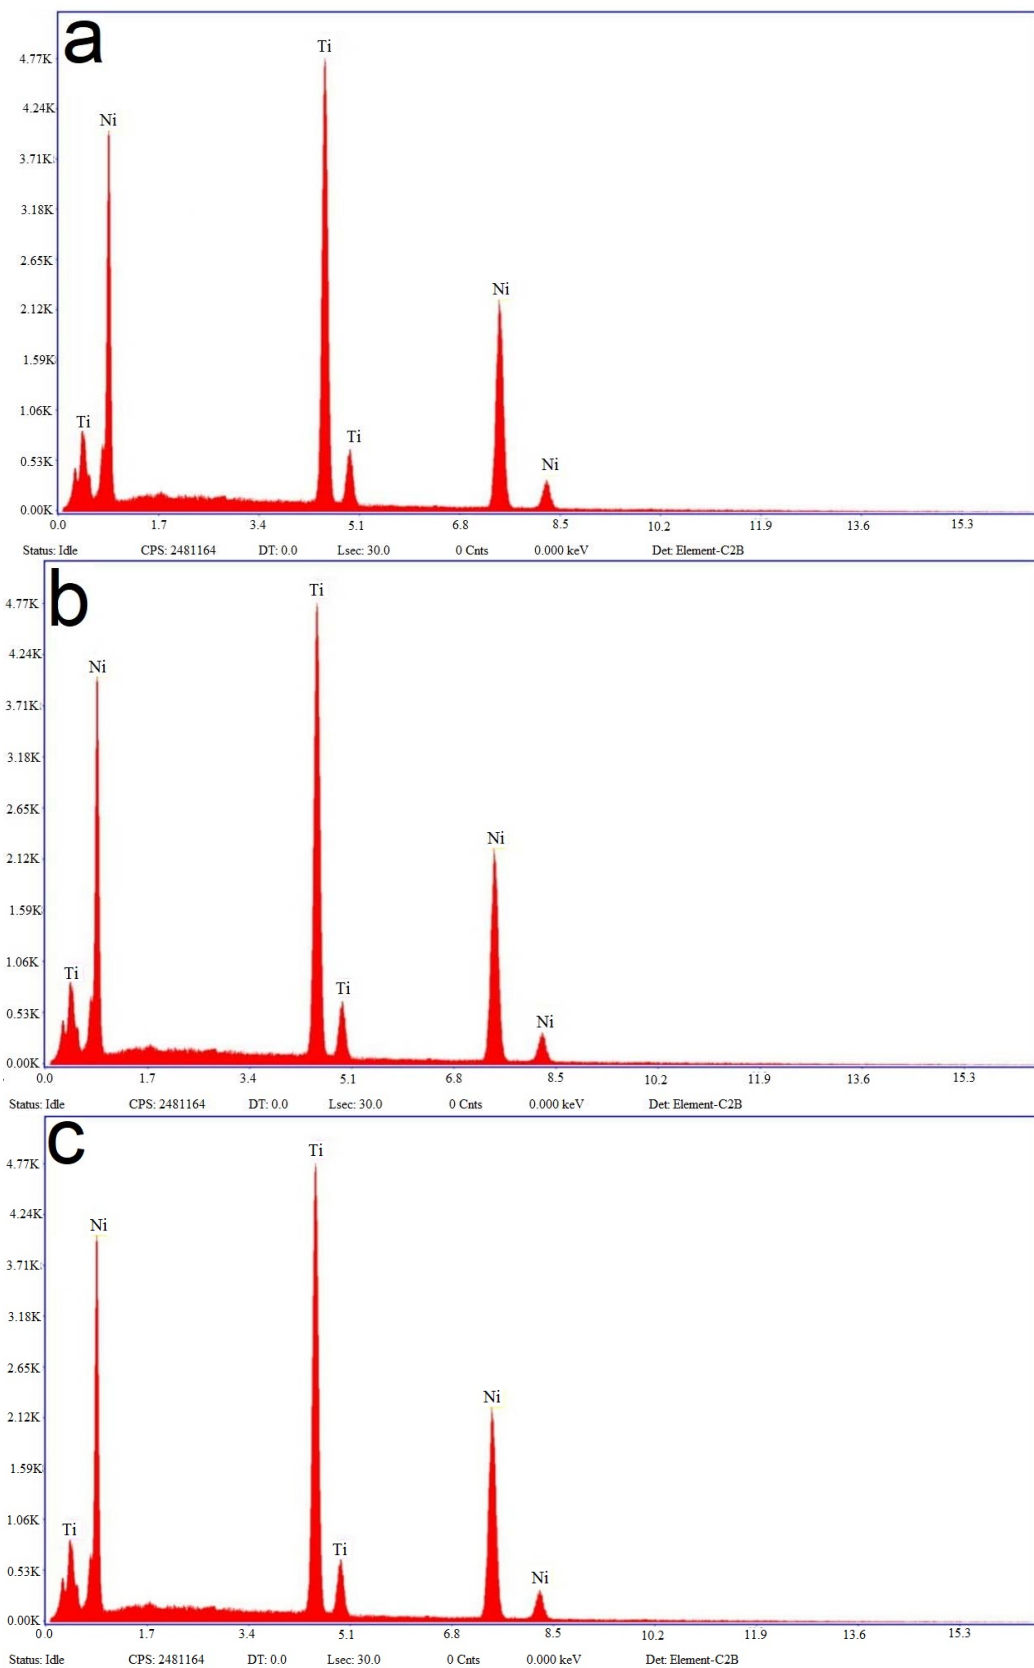 a
Ti
4.77K
4.24K
Ni
3.71K
3.18K
2.65K
Ni
2.12K
1.59K
1.06K
Ti
Ti
0.53K
Ni
0.00K
0.0 1.7 3.4 5.1 6.8 8.5 10.2 11.9 13.6 15.3
Status: Idle CPS: 2481164 DT: 0.0 Lsec: 30.0 0 Cnts 0.000 keV Det: Element-C2B
b
Ti
4.77K
4.24K
Ni
3.71K
3.18K
2.65K
Ni
2.12K
1.59K
1.06K
Ti
Ti
0.53K
Ni
0.00K
0.0 1.7 3.4 5.1 6.8 8.5 10.2 11.9 13.6 15.3
Status: Idle CPS: 2481164 DT: 0.0 Lsec: 30.0 0 Cnts 0.000 keV Det: Element-C2B
c
Ti
4.77K
4.24K
Ni
3.71K
3.18K
2.65K
Ni
2.12K
1.59K
1.06K
Ti
Ti
0.53K
Ni
0.00K
0.0 1.7 3.4 5.1 6.8 8.5 10.2 11.9 13.6 15.3
Status: Idle CPS: 2481164 DT: 0.0 Lsec: 30.0 0 Cnts 0.000 keV Det: Element-C2B